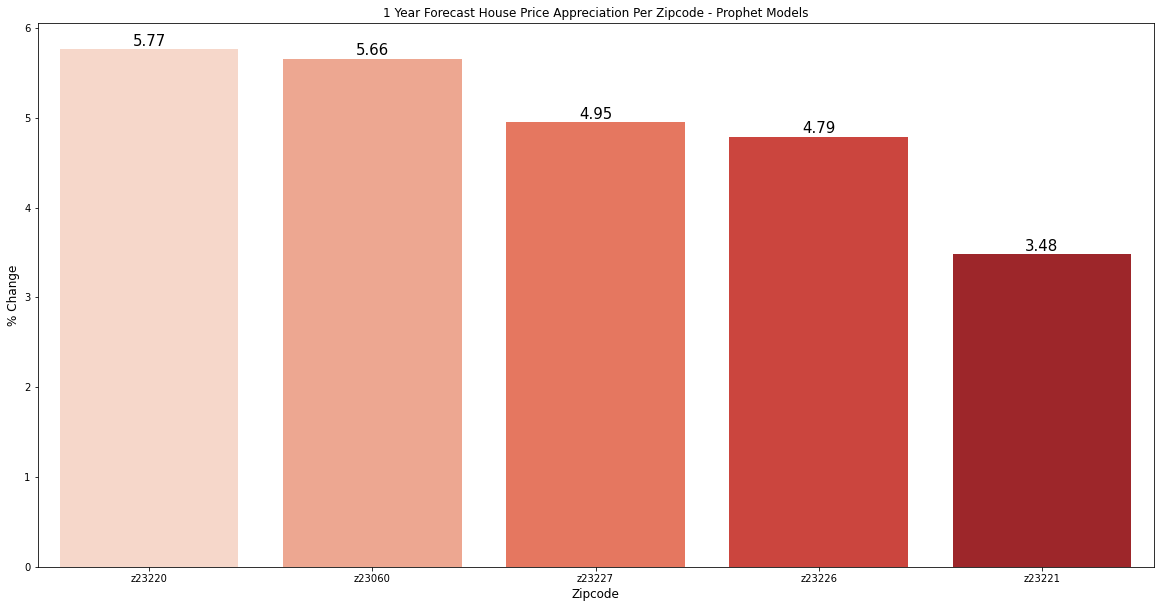 1 Year Forecast House Price Appreciation Per Zipcode - Prophet Models
6
5
4
3
2
1
0
% Change
5.77
5.66
4.95
4.79
3.48
z23220
z23060
z23227
z23226
z23221
Zipcode